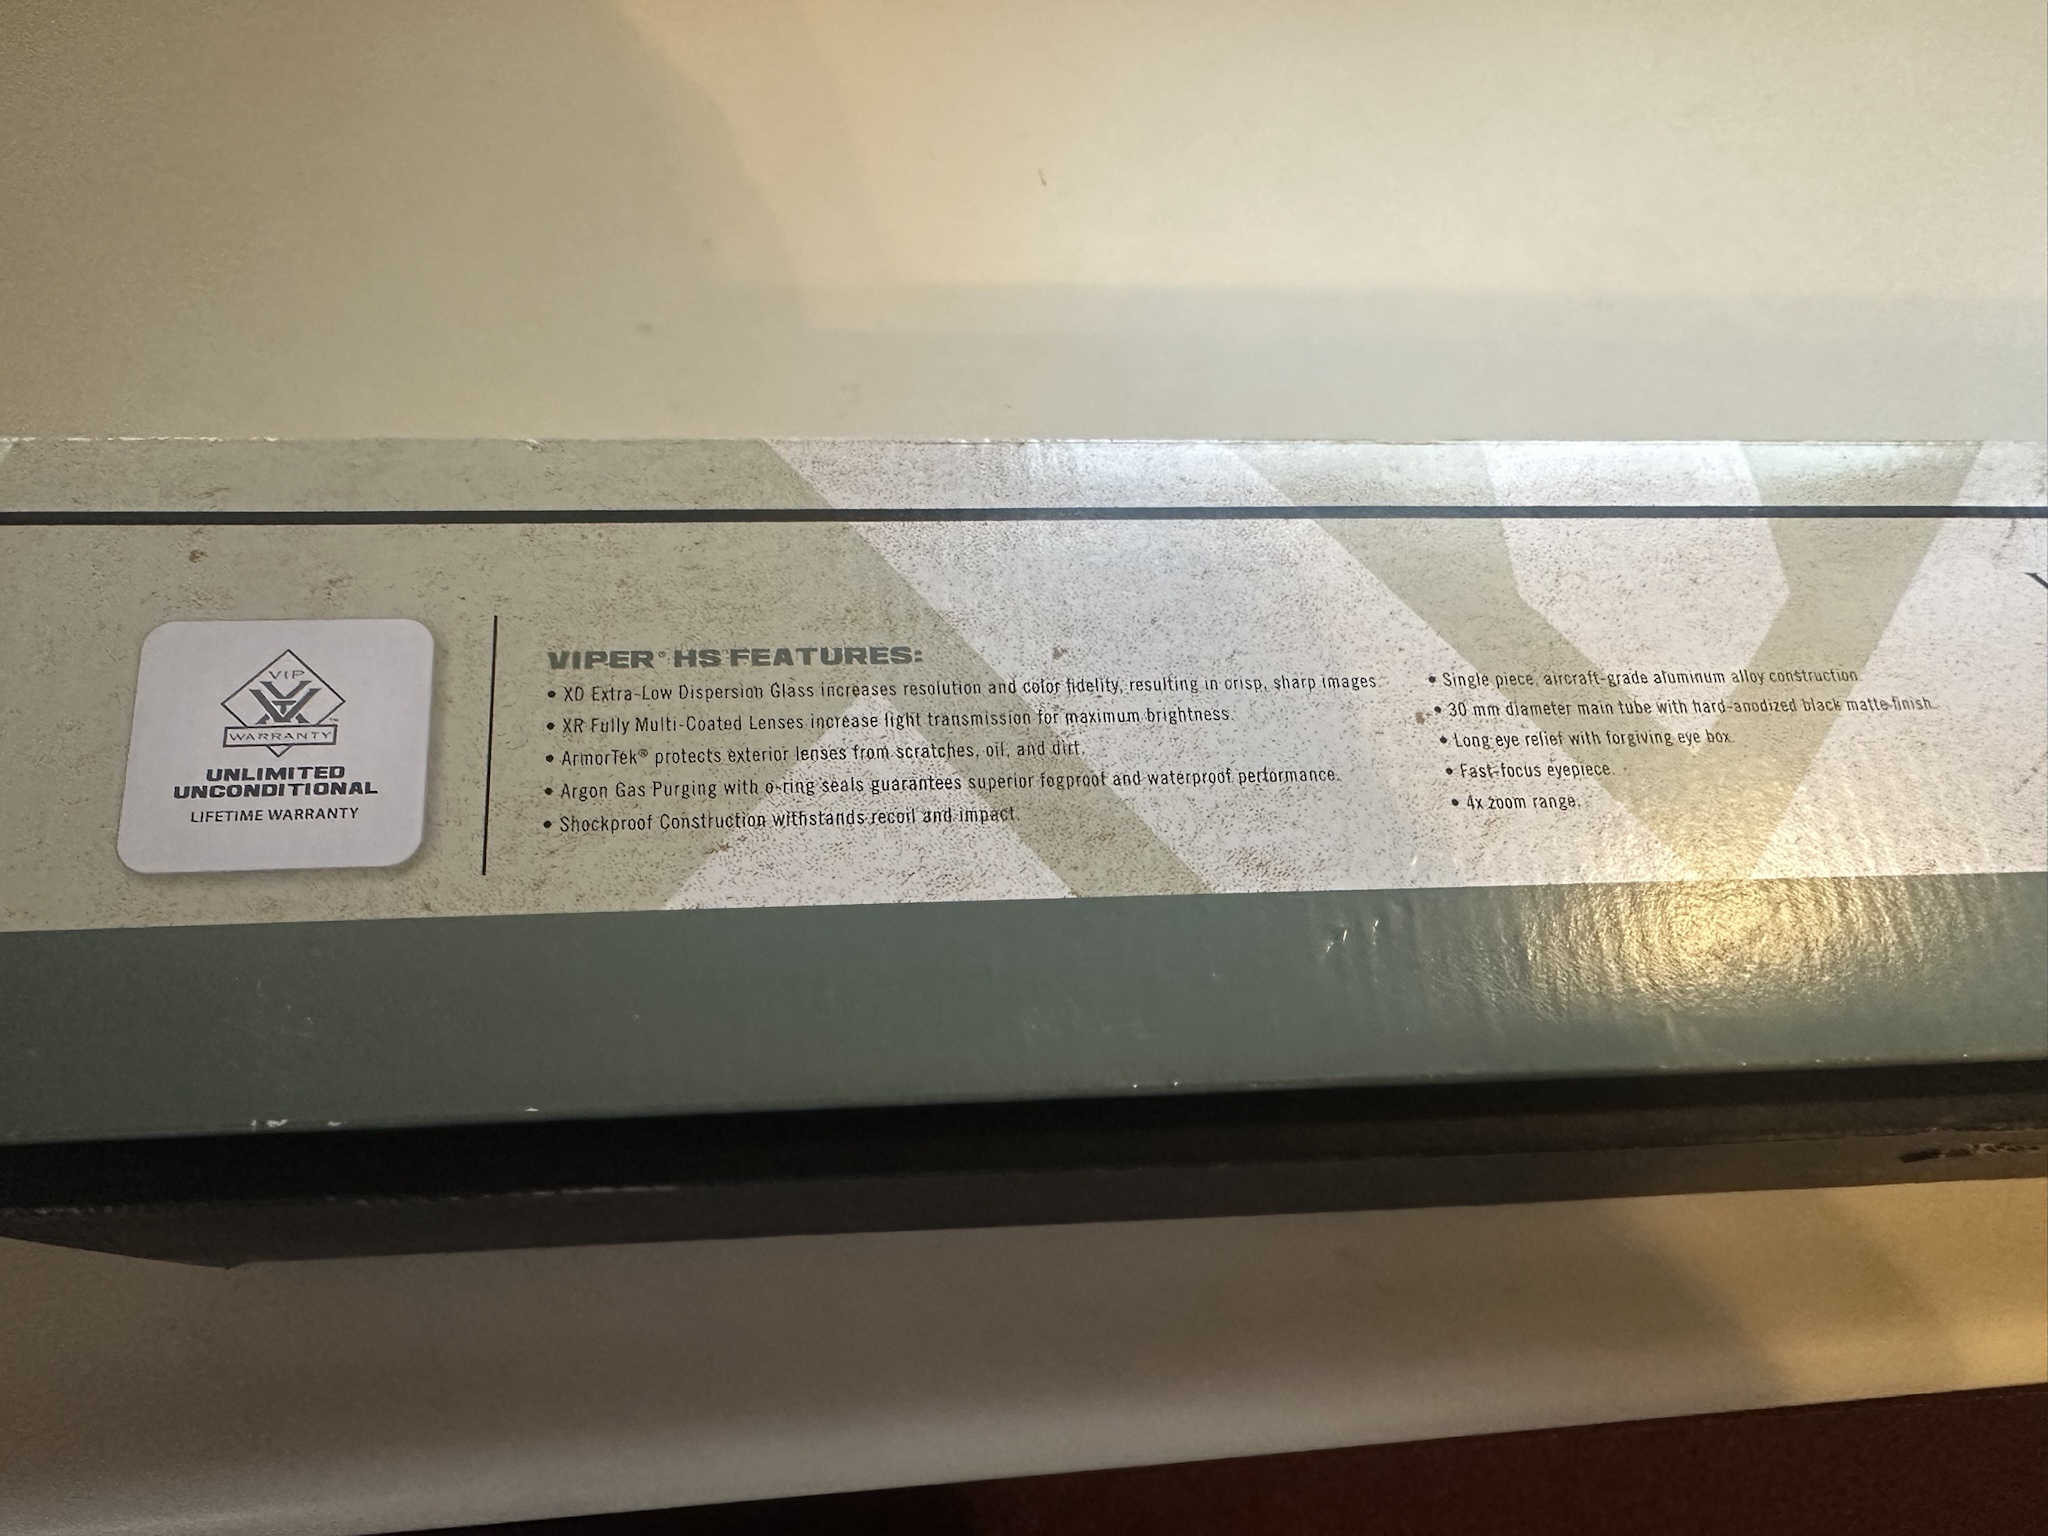 VIP
WARRANTY™
UNLIMITED
UNCONDITIONAL
LIFETIME WARRANTY
VIPER® HS™ FEATURES:
• XD Extra-Low Dispersion Glass increases resolution and color fidelity, resulting in crisp, sharp images.
• XR Fully Multi-Coated Lenses increase light transmission for maximum brightness.
• ArmorTek® protects exterior lenses from scratches, oil, and dirt.
• Argon Gas Purging with o-ring seals guarantees superior fogproof and waterproof performance.
• Shockproof Construction withstands recoil and impact.
• Single piece, aircraft-grade aluminum alloy construction.
• 30 mm diameter main tube with hard-anodized black matte finish.
• Long eye relief with forgiving eye box.
• Fast-focus eyepiece.
• 4x zoom range.